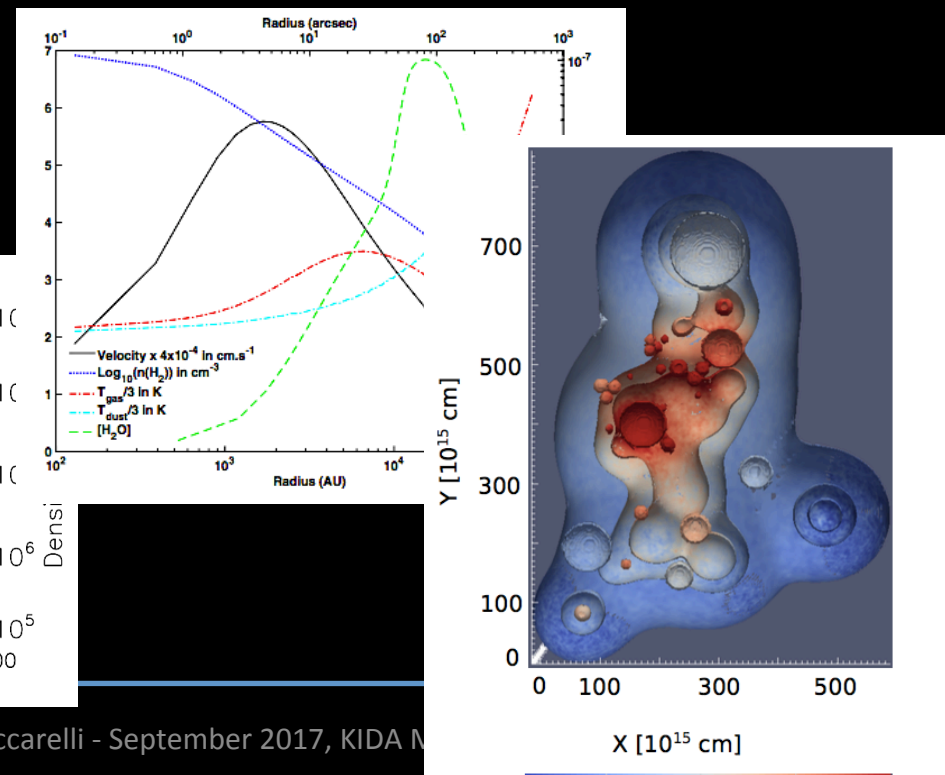 Radius (arcsec)
10⁻¹ 10⁰ 10¹ 10² 10³
7
10⁻⁷
6
5
4
3
2
1
0
Velocity x 4x10⁻⁴ in cm.s⁻¹
Log₁₀(n(H₂)) in cm⁻³
T_gas/3 in K
T_dust/3 in K
[H₂O]
10² 10³ 10⁴
Radius (AU)
10⁶
10⁵
00
Densi
700
500
300
100
0
Y [10¹⁵ cm]
0 100 300 500
X [10¹⁵ cm]
ccarelli - September 2017, KIDA